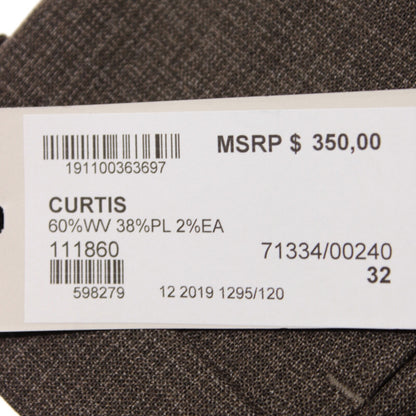 MSRP $ 350,00
191100363697
CURTIS
60%WV 38%PL 2%EA
111860 71334/00240
32
598279 12 2019 1295/120